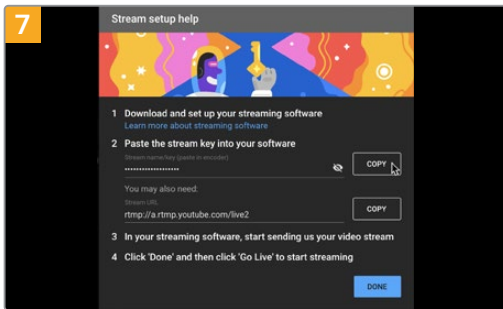 7
Stream setup help
1 Download and set up your streaming software
Learn more about streaming software
2 Paste the stream key into your software
Stream name/key (paste in encoder)
••••••••••••••••••• COPY
You may also need:
Stream URL
rtmp://a.rtmp.youtube.com/live2 COPY
3 In your streaming software, start sending us your video stream
4 Click 'Done' and then click 'Go Live' to start streaming
DONE